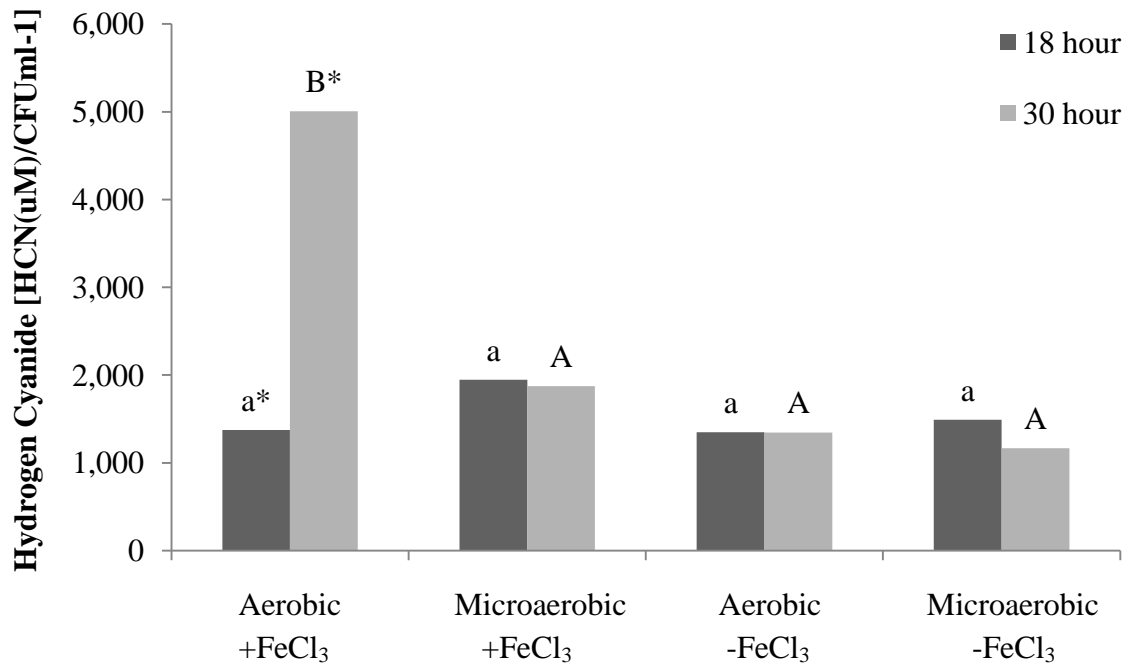 Hydrogen Cyanide [HCN(uM)/CFUml-1]
6,000
5,000
4,000
3,000
2,000
1,000
0
18 hour
30 hour
a*
B*
a
A
a
A
a
A
Aerobic
+FeCl₃
Microaerobic
+FeCl₃
Aerobic
-FeCl₃
Microaerobic
-FeCl₃